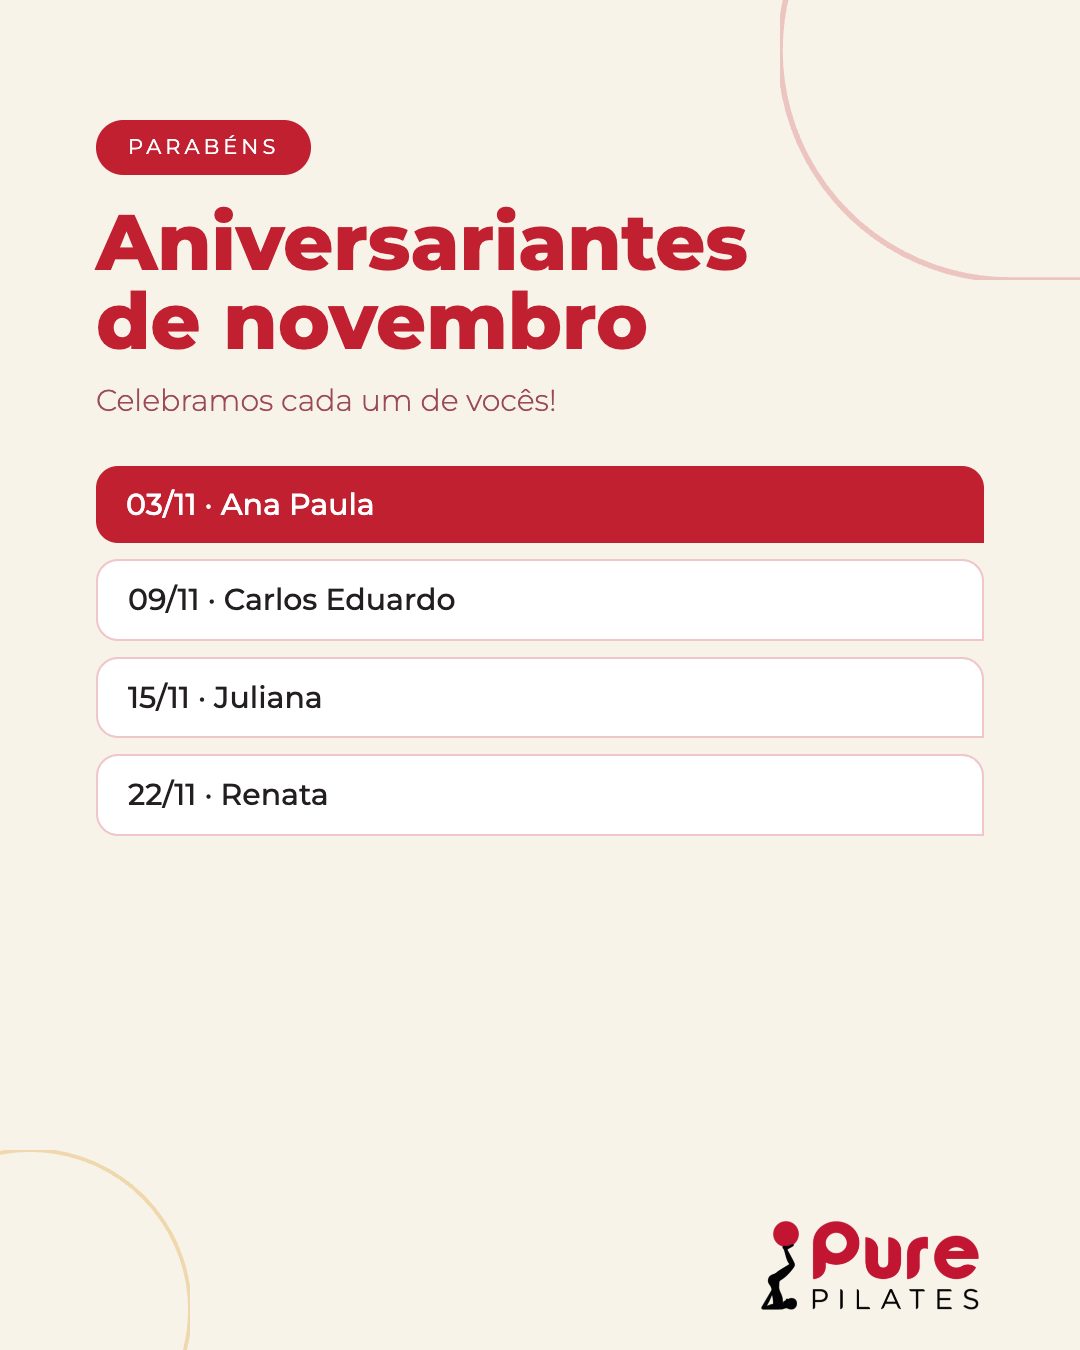 PARABÉNS
Aniversariantes
de novembro
Celebramos cada um de vocês!
03/11 · Ana Paula
09/11 · Carlos Eduardo
15/11 · Juliana
22/11 · Renata
Pure
PILATES